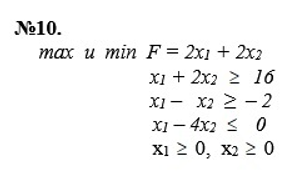 №10.
max и min F = 2x1 + 2x2
x1 + 2x2 ≥ 16
x1 – x2 ≥ – 2
x1 – 4x2 ≤ 0
x1 ≥ 0, x2 ≥ 0